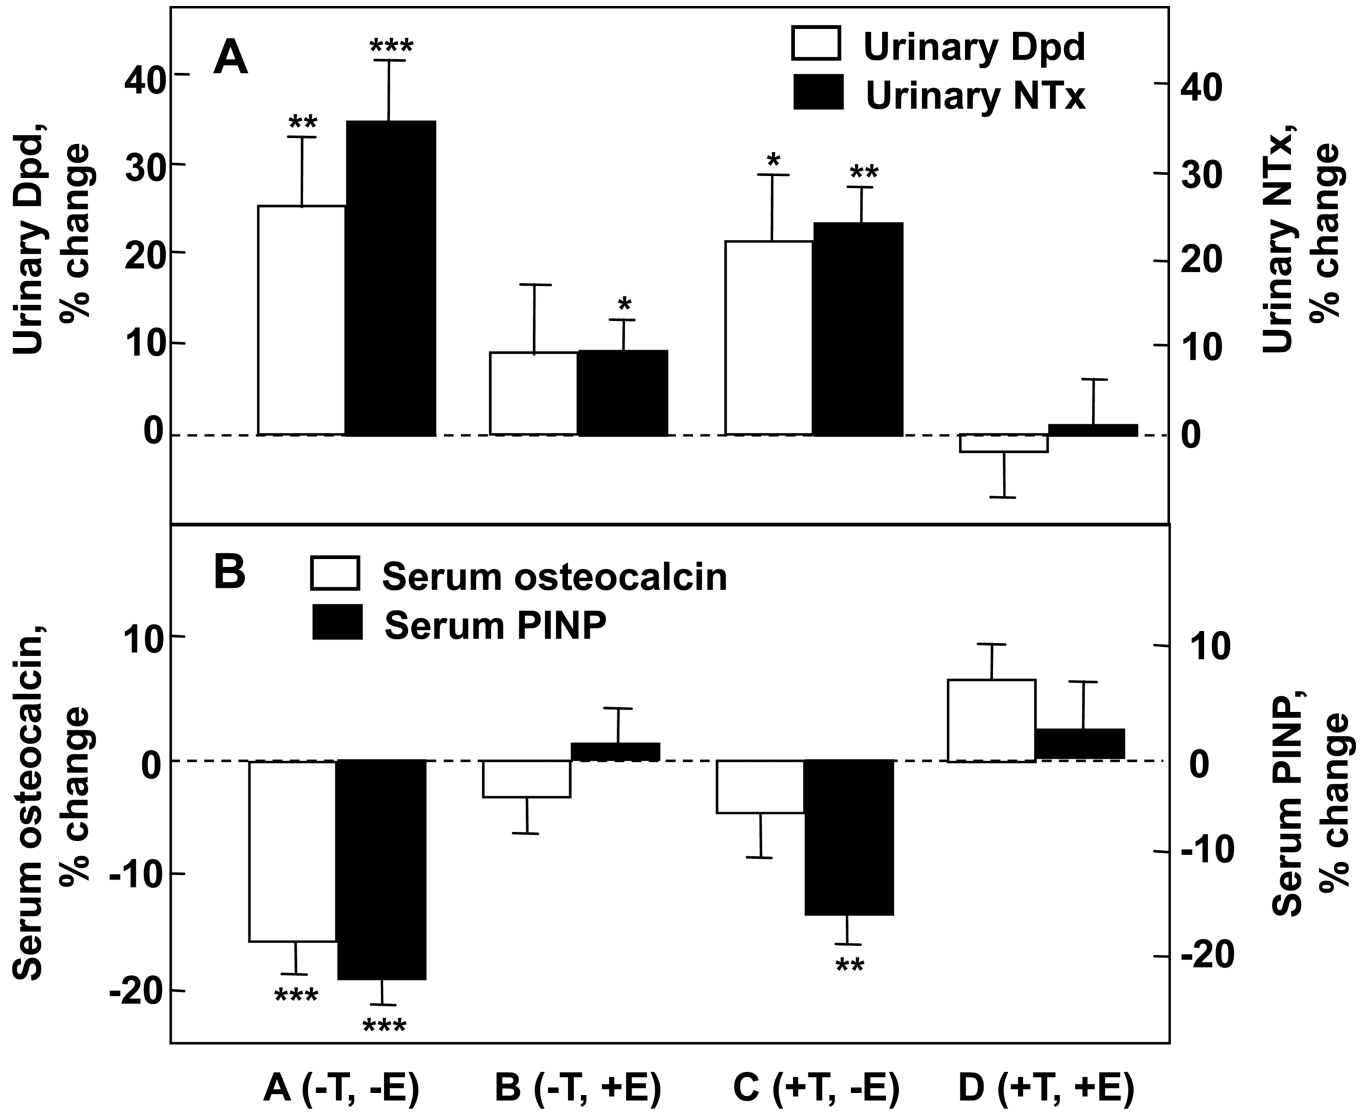 A
Urinary Dpd
Urinary NTx
***
**
*
*
**
40
30
20
10
0
40
30
20
10
0
Urinary Dpd,
% change
Urinary NTx,
% change
B
Serum osteocalcin
Serum PINP
10
0
-10
-20
10
0
-10
-20
***
***
**
Serum osteocalcin,
% change
Serum PINP,
% change
A (-T, -E) B (-T, +E) C (+T, -E) D (+T, +E)